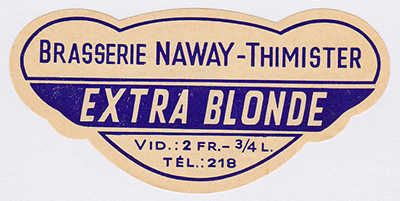 BRASSERIE NAWAY-THIMISTER
EXTRA BLONDE
VID.: 2 FR.- 3/4 L.
TÉL.: 218